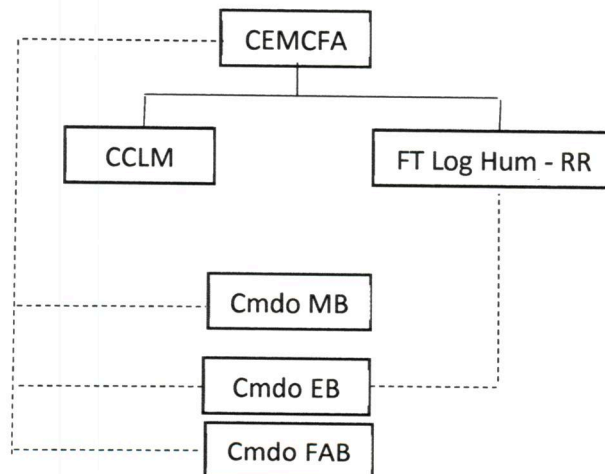 CEMCFA
CCLM
FT Log Hum - RR
Cmdo MB
Cmdo EB
Cmdo FAB